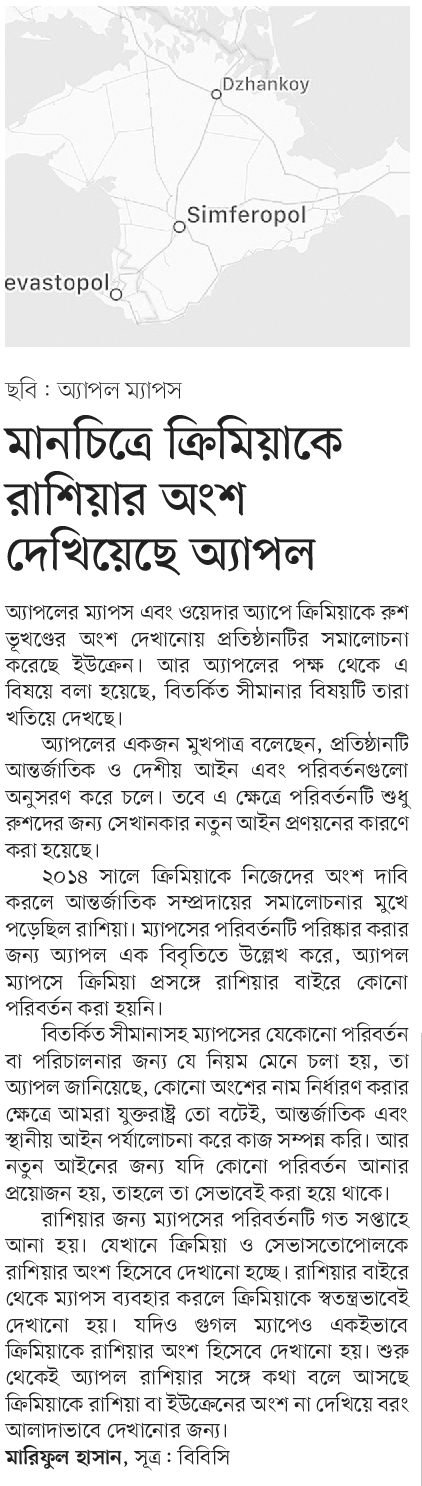 Dzhankoy
Simferopol
evastopol
ছবি : অ্যাপল ম্যাপস
মানচিত্রে ক্রিমিয়াকে
রাশিয়ার অংশ
দেখিয়েছে অ্যাপল
অ্যাপলের ম্যাপস এবং ওয়েদার অ্যাপে ক্রিমিয়াকে রুশ
ভূখণ্ডের অংশ দেখানোয় প্রতিষ্ঠানটির সমালোচনা
করেছে ইউক্রেন। আর অ্যাপলের পক্ষ থেকে এ
বিষয়ে বলা হয়েছে, বিতর্কিত সীমানার বিষয়টি তারা
খতিয়ে দেখছে।
অ্যাপলের একজন মুখপাত্র বলেছেন, প্রতিষ্ঠানটি
আন্তর্জাতিক ও দেশীয় আইন এবং পরিবর্তনগুলো
অনুসরণ করে চলে। তবে এ ক্ষেত্রে পরিবর্তনটি শুধু
রুশদের জন্য সেখানকার নতুন আইন প্রণয়নের কারণে
করা হয়েছে।
২০১৪ সালে ক্রিমিয়াকে নিজেদের অংশ দাবি
করলে আন্তর্জাতিক সম্প্রদায়ের সমালোচনার মুখে
পড়েছিল রাশিয়া। ম্যাপসের পরিবর্তনটি পরিষ্কার করার
জন্য অ্যাপল এক বিবৃতিতে উল্লেখ করে, অ্যাপল
ম্যাপসে ক্রিমিয়া প্রসঙ্গে রাশিয়ার বাইরে কোনো
পরিবর্তন করা হয়নি।
বিতর্কিত সীমানাসহ ম্যাপসের যেকোনো পরিবর্তন
বা পরিচালনার জন্য যে নিয়ম মেনে চলা হয়, তা
অ্যাপল জানিয়েছে, কোনো অংশের নাম নির্ধারণ করার
ক্ষেত্রে আমরা যুক্তরাষ্ট্র তো বটেই, আন্তর্জাতিক এবং
স্থানীয় আইন পর্যালোচনা করে কাজ সম্পন্ন করি। আর
নতুন আইনের জন্য যদি কোনো পরিবর্তন আনার
প্রয়োজন হয়, তাহলে তা সেভাবেই করা হয়ে থাকে।
রাশিয়ার জন্য ম্যাপসের পরিবর্তনটি গত সপ্তাহে
আনা হয়। যেখানে ক্রিমিয়া ও সেভাসতোপোলকে
রাশিয়ার অংশ হিসেবে দেখানো হচ্ছে। রাশিয়ার বাইরে
থেকে ম্যাপস ব্যবহার করলে ক্রিমিয়াকে স্বতন্ত্রভাবেই
দেখানো হয়। যদিও গুগল ম্যাপেও একইভাবে
ক্রিমিয়াকে রাশিয়ার অংশ হিসেবে দেখানো হয়। শুরু
থেকেই অ্যাপল রাশিয়ার সঙ্গে কথা বলে আসছে
ক্রিমিয়াকে রাশিয়া বা ইউক্রেনের অংশ না দেখিয়ে বরং
আলাদাভাবে দেখানোর জন্য।
মারিফুল হাসান, সূত্র : বিবিসি